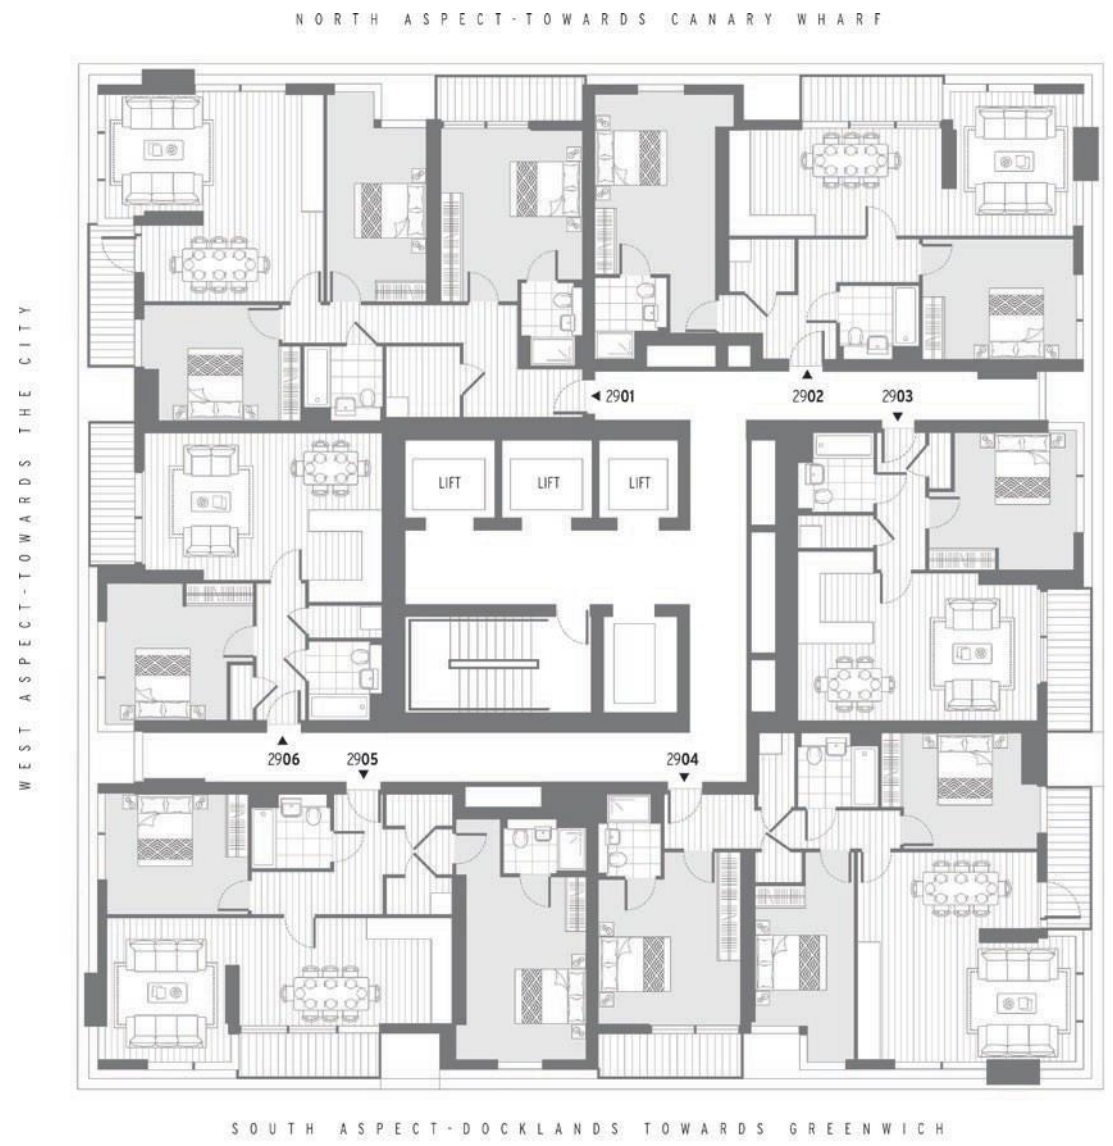 NORTH ASPECT-TOWARDS CANARY WHARF
WEST ASPECT-TOWARDS THE CITY
2901
2902
2903
LIFT
LIFT
LIFT
2906
2905
2904
SOUTH ASPECT-DOCKLANDS TOWARDS GREENWICH